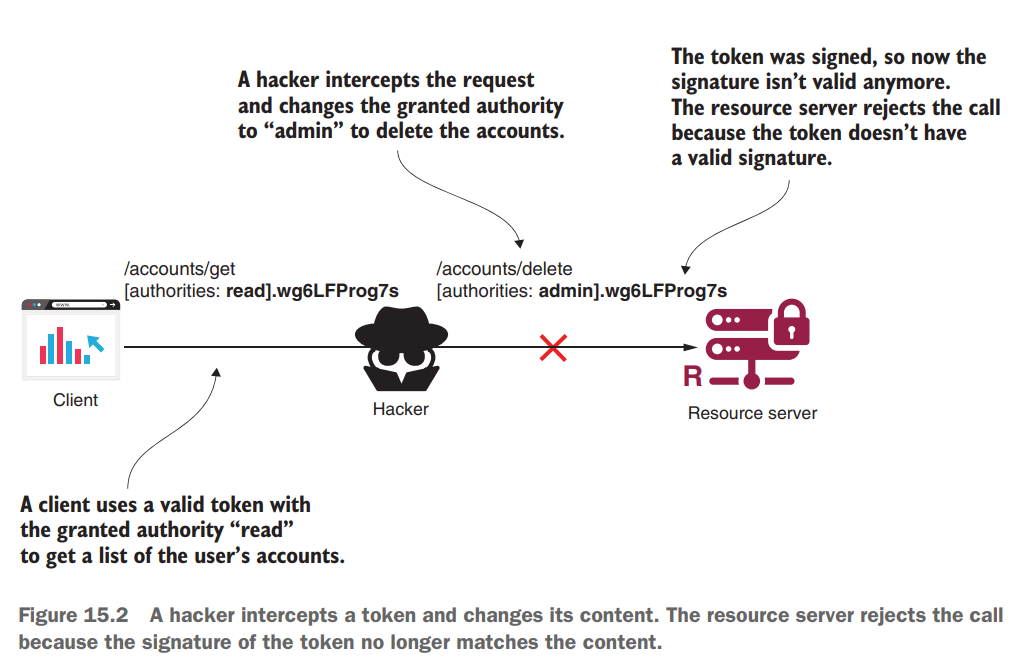 A hacker intercepts the request
and changes the granted authority
to “admin” to delete the accounts.
The token was signed, so now the
signature isn’t valid anymore.
The resource server rejects the call
because the token doesn’t have
a valid signature.
/accounts/get
[authorities: read].wg6LFProg7s
/accounts/delete
[authorities: admin].wg6LFProg7s
www.
Client
Hacker
R
Resource server
A client uses a valid token with
the granted authority “read”
to get a list of the user’s accounts.
Figure 15.2 A hacker intercepts a token and changes its content. The resource server rejects the call
because the signature of the token no longer matches the content.